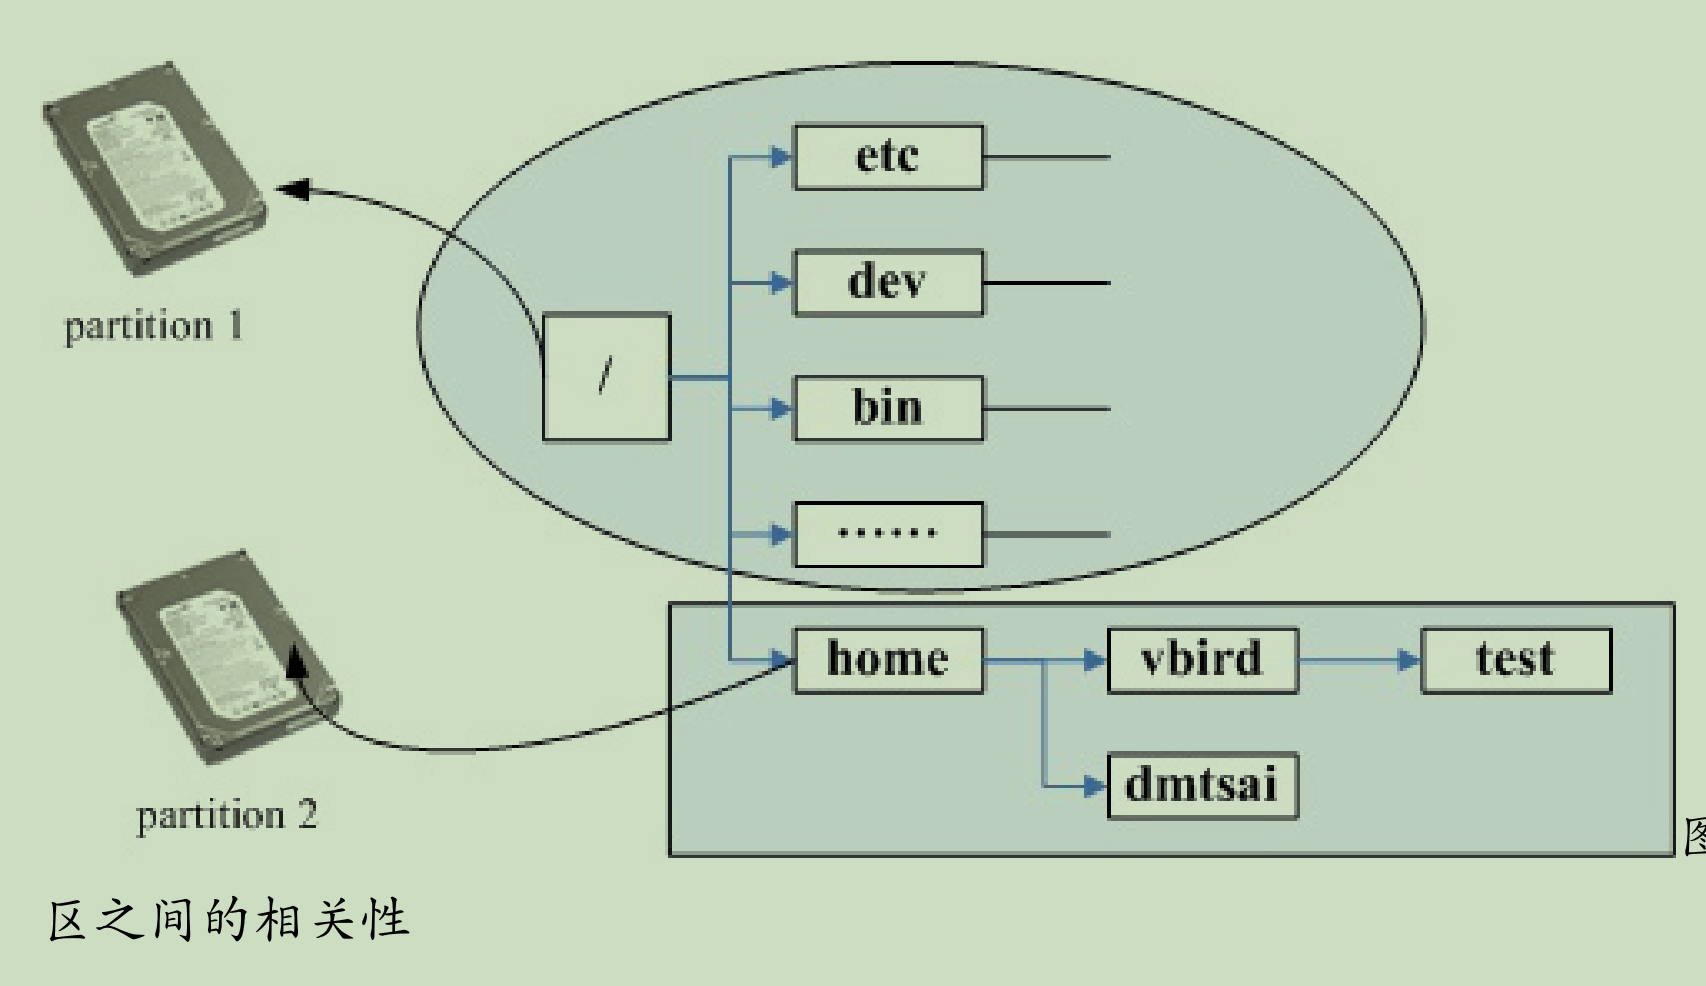 etc
dev
partition 1
/
bin
······
home
vbird
test
dmtsai
partition 2
图
区之间的相关性